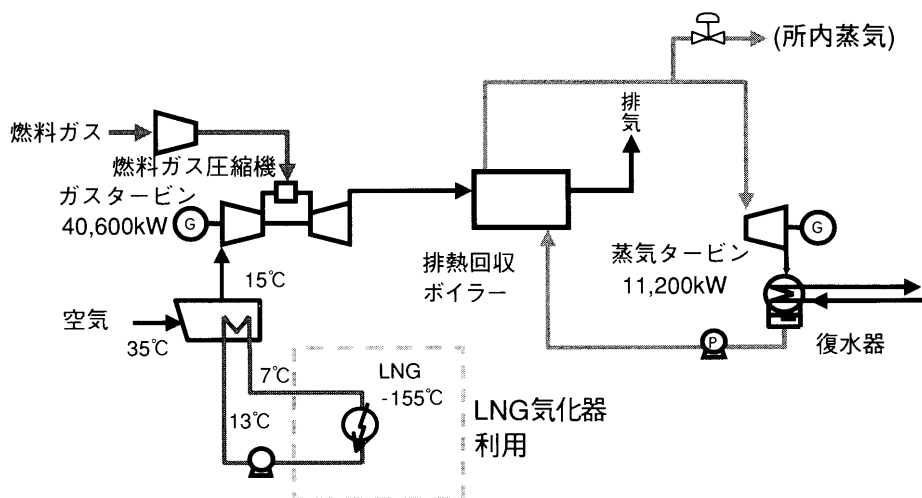 (所内蒸気)
排気
燃料ガス
燃料ガス圧縮機
ガスタービン
40,600kW
G
排熱回収
ボイラー
蒸気タービン
11,200kW
G
15℃
空気
35℃
P
復水器
7℃
13℃
LNG
-155℃
LNG気化器
利用